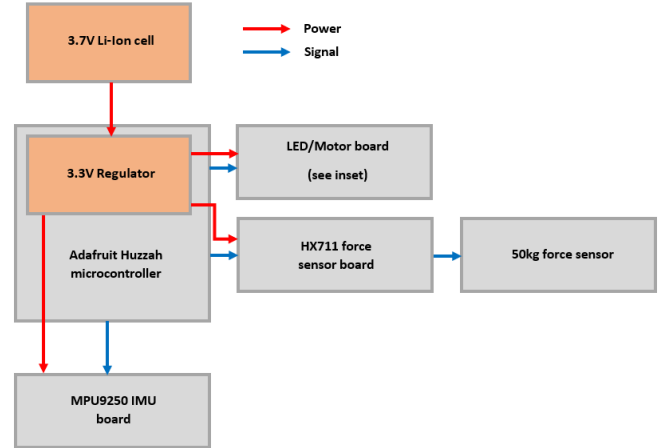 3.7V Li-Ion cell
Power
Signal
3.3V Regulator
LED/Motor board
(see inset)
Adafruit Huzzah
microcontroller
HX711 force
sensor board
50kg force sensor
MPU9250 IMU
board